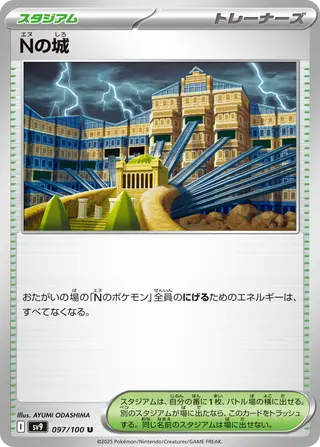 スタジアム
トレーナーズ
Nの城
おたがいの場の「Nのポケモン」全員のにげるためのエネルギーは、
すべてなくなる。
Illus. AYUMI ODASHIMA
I sv9 097/100 U
スタジアムは、自分の番に1枚、バトル場の横に出せる。
別のスタジアムが場に出たなら、このカードをトラッシュ
する。同じ名前のスタジアムは場に出せない。
©2025 Pokémon/Nintendo/Creatures/GAME FREAK.